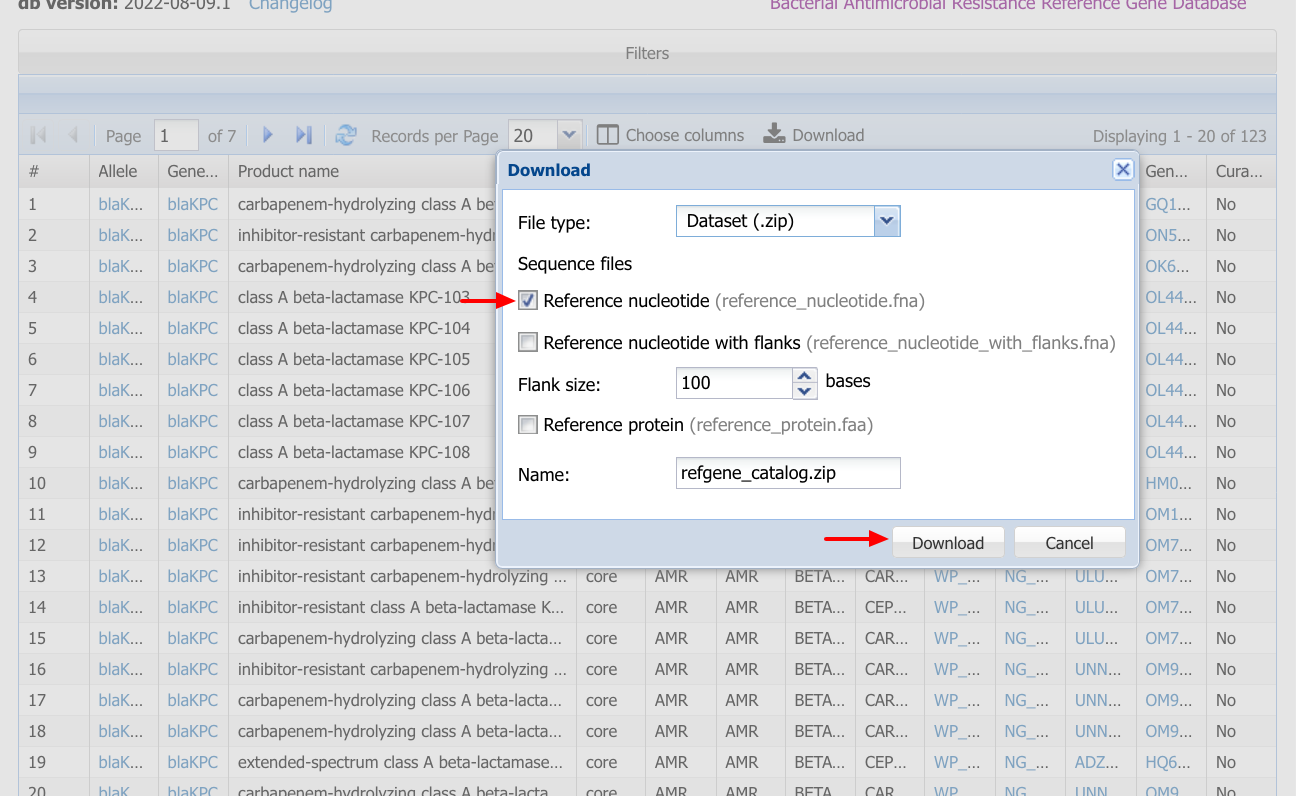 db version: 2022-08-09.1 Changelog Bacterial Antimicrobial Resistance Reference Gene Database
Filters
Page 1 of 7 Records per Page 20 Choose columns Download Displaying 1 - 20 of 123
# Allele Gene... Product name Gen... Cura...
Download
File type: Dataset (.zip)
Sequence files
Reference nucleotide (reference_nucleotide.fna)
Reference nucleotide with flanks (reference_nucleotide_with_flanks.fna)
Flank size: 100 bases
Reference protein (reference_protein.faa)
Name: refgene_catalog.zip
Download Cancel
1 blaK... blaKPC carbapenem-hydrolyzing class A be GQ1... No
2 blaK... blaKPC inhibitor-resistant carbapenem-hydr ON5... No
3 blaK... blaKPC carbapenem-hydrolyzing class A be OK6... No
4 blaK... blaKPC class A beta-lactamase KPC-103 OL44... No
5 blaK... blaKPC class A beta-lactamase KPC-104 OL44... No
6 blaK... blaKPC class A beta-lactamase KPC-105 OL44... No
7 blaK... blaKPC class A beta-lactamase KPC-106 OL44... No
8 blaK... blaKPC class A beta-lactamase KPC-107 OL44... No
9 blaK... blaKPC class A beta-lactamase KPC-108 OL44... No
10 blaK... blaKPC carbapenem-hydrolyzing class A be HM0... No
11 blaK... blaKPC inhibitor-resistant carbapenem-hydr OM1... No
12 blaK... blaKPC inhibitor-resistant carbapenem-hydr OM7... No
13 blaK... blaKPC inhibitor-resistant carbapenem-hydrolyzing ... core AMR AMR BETA... CAR... WP_... NG_... ULU... OM7... No
14 blaK... blaKPC inhibitor-resistant class A beta-lactamase K... core AMR AMR BETA... CEP... WP_... NG_... ULU... OM7... No
15 blaK... blaKPC carbapenem-hydrolyzing class A beta-lacta... core AMR AMR BETA... CAR... WP_... NG_... ULU... OM7... No
16 blaK... blaKPC inhibitor-resistant carbapenem-hydrolyzing ... core AMR AMR BETA... CAR... WP_... NG_... UNN... OM9... No
17 blaK... blaKPC carbapenem-hydrolyzing class A beta-lacta... core AMR AMR BETA... CAR... WP_... NG_... UNN... OM9... No
18 blaK... blaKPC carbapenem-hydrolyzing class A beta-lacta... core AMR AMR BETA... CAR... WP_... NG_... UNN... OM9... No
19 blaK... blaKPC extended-spectrum class A beta-lactamase... core AMR AMR BETA... CEP... WP_... NG_... ADZ... HQ6... No
20 blaK... blaKPC carbapenem-hydrolyzing class A beta-lacta... core AMR AMR BETA... CAR... WP_... NG_... UNN... OM9... No